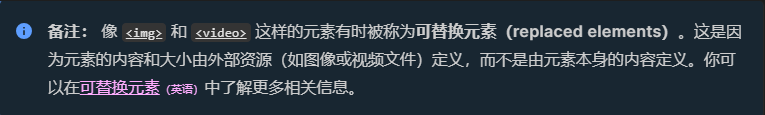 备注： 像 <img> 和 <video> 这样的元素有时被称为可替换元素（replaced elements）。这是因
为元素的内容和大小由外部资源（如图像或视频文件）定义，而不是由元素本身的内容定义。你可
以在可替换元素（英语）中了解更多相关信息。